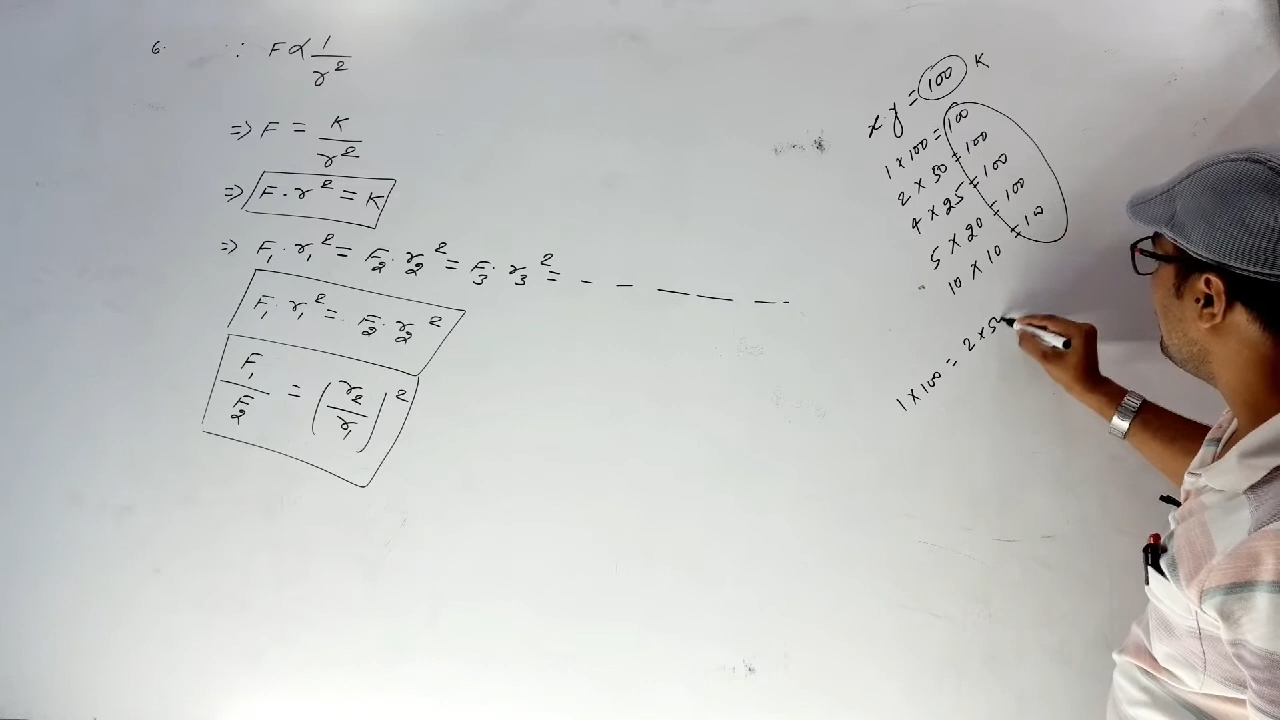 6. ∵ F ∝ 1/r²
⇒ F = K/r²
⇒ F · r² = K
⇒ F₁ · r₁² = F₂ · r₂² = F₃ · r₃² = - - — — — -
F₁ · r₁² = F₂ · r₂²
F₁/F₂ = (r₂/r₁)²
x y = 100 K
1 × 100 = 100
2 × 50 = 100
4 × 25 = 100
5 × 20 = 100
10 × 10 = 10
1 × 100 = 2 × 50